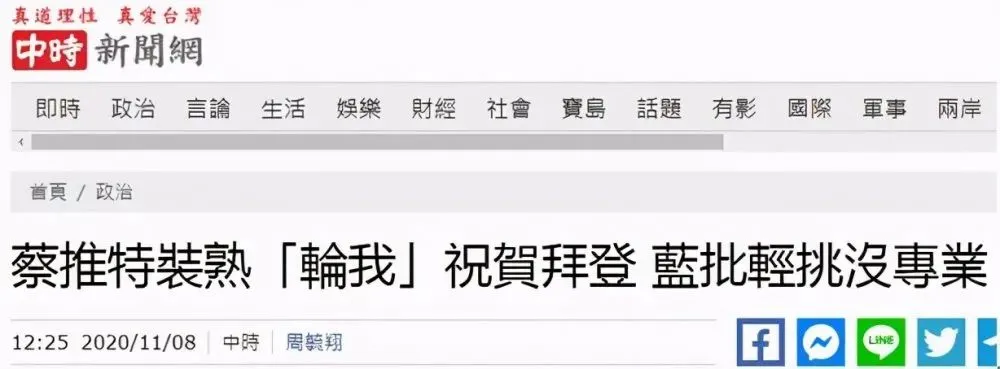 真道理性 真愛台灣
中時新聞網
即時 政治 言論 生活 娛樂 財經 社會 寶島 話題 有影 國際 軍事 兩岸
首頁 / 政治
蔡推特裝熟「輪我」祝賀拜登 藍批輕挑沒專業
12:25 2020/11/08 中時 周毓翔
LINE